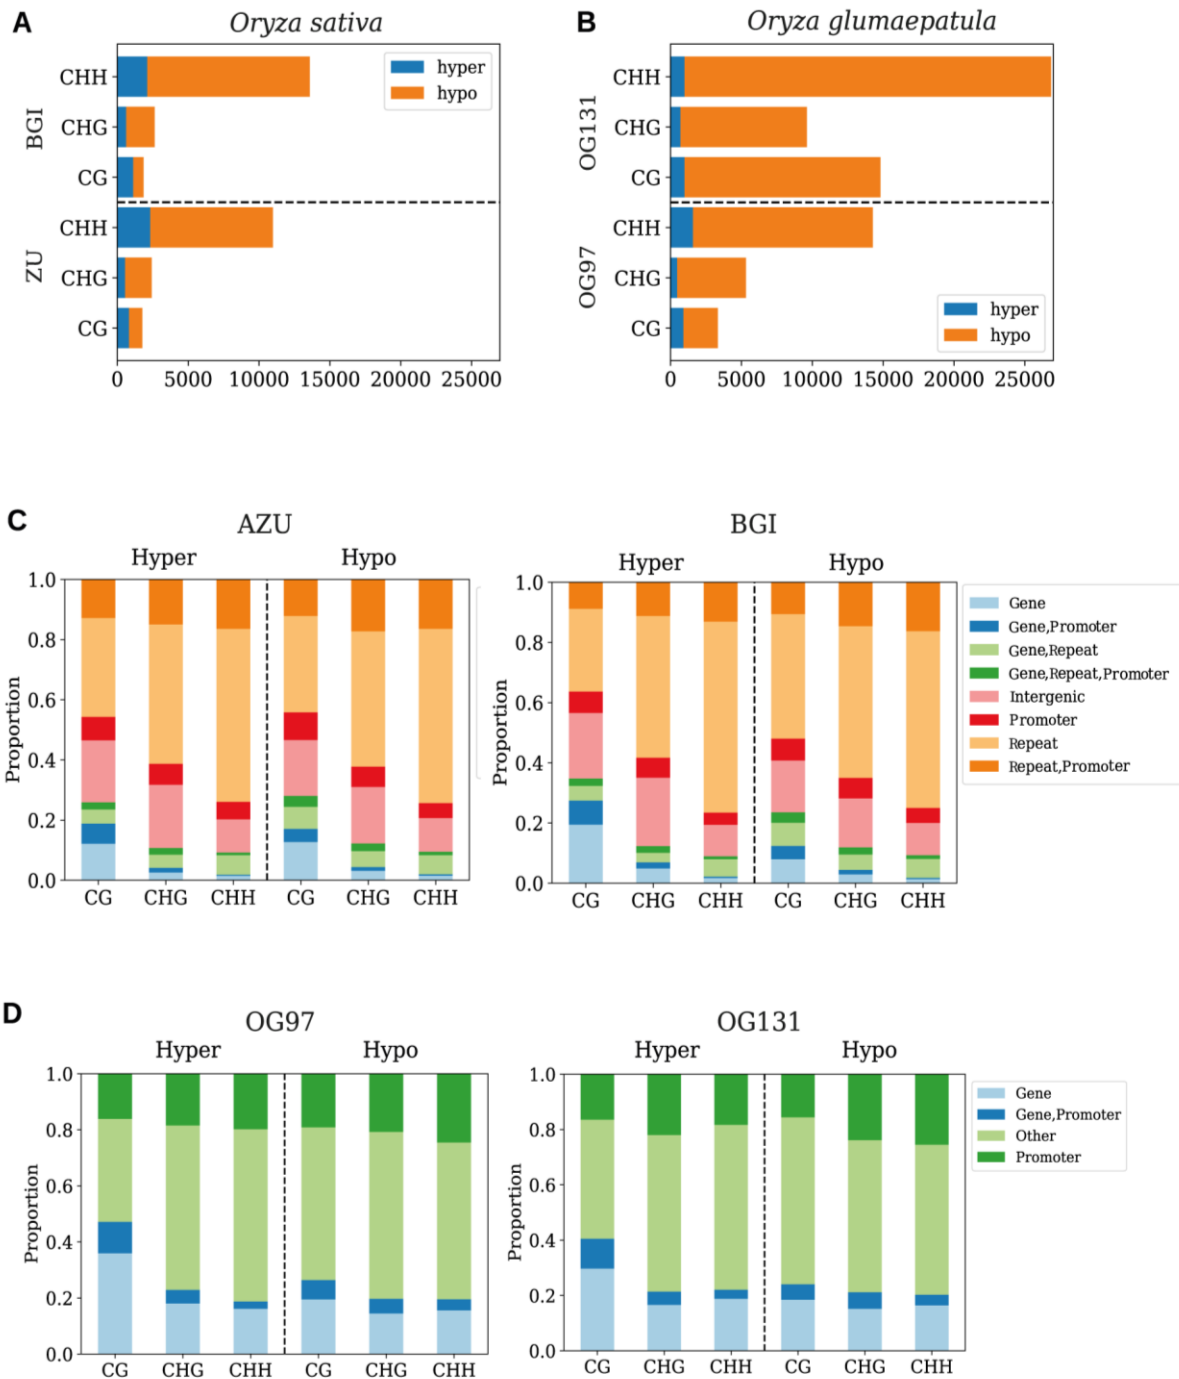 A
Oryza sativa
BGI
CHH
CHG
CG
ZU
CHH
CHG
CG
hyper
hypo
0 5000 10000 15000 20000 25000
B
Oryza glumaepatula
OG131
CHH
CHG
CG
OG97
CHH
CHG
CG
hyper
hypo
0 5000 10000 15000 20000 25000
C
AZU
Hyper Hypo
Proportion
1.0
0.8
0.6
0.4
0.2
0.0
CG CHG CHH CG CHG CHH
BGI
Hyper Hypo
Proportion
1.0
0.8
0.6
0.4
0.2
0.0
CG CHG CHH CG CHG CHH
Gene
Gene,Promoter
Gene,Repeat
Gene,Repeat,Promoter
Intergenic
Promoter
Repeat
Repeat,Promoter
D
OG97
Hyper Hypo
Proportion
1.0
0.8
0.6
0.4
0.2
0.0
CG CHG CHH CG CHG CHH
OG131
Hyper Hypo
Proportion
1.0
0.8
0.6
0.4
0.2
0.0
CG CHG CHH CG CHG CHH
Gene
Gene,Promoter
Other
Promoter